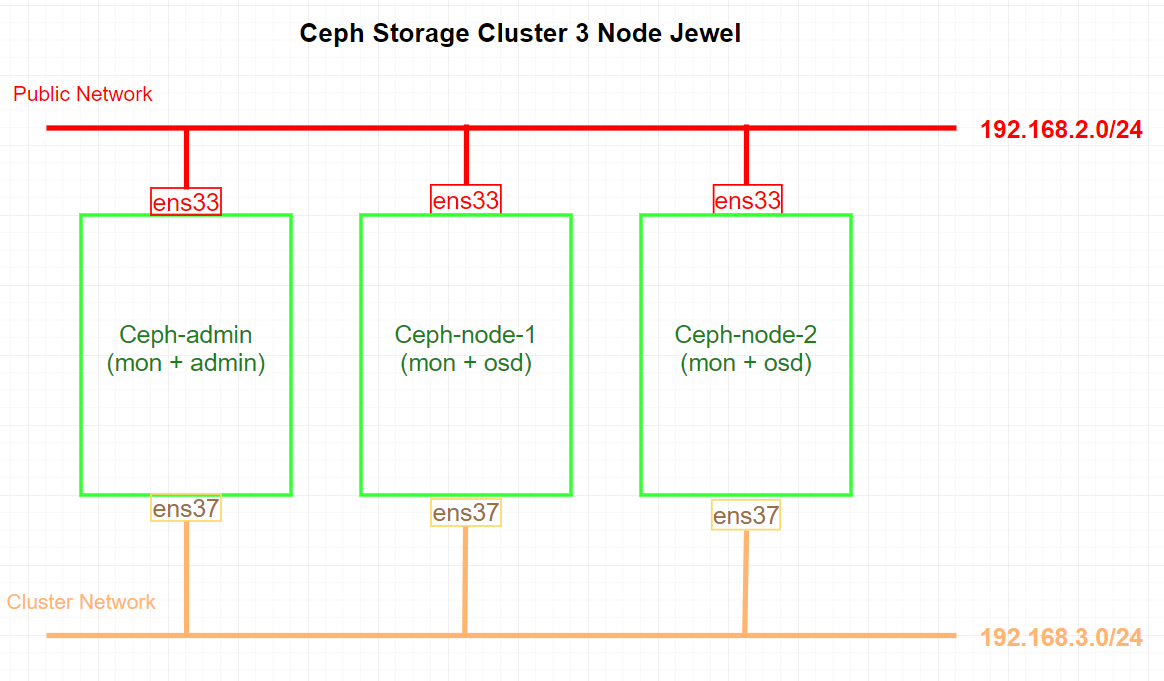 Ceph Storage Cluster 3 Node Jewel
Public Network
192.168.2.0/24
ens33
ens33
ens33
Ceph-admin
(mon + admin)
Ceph-node-1
(mon + osd)
Ceph-node-2
(mon + osd)
ens37
ens37
ens37
Cluster Network
192.168.3.0/24